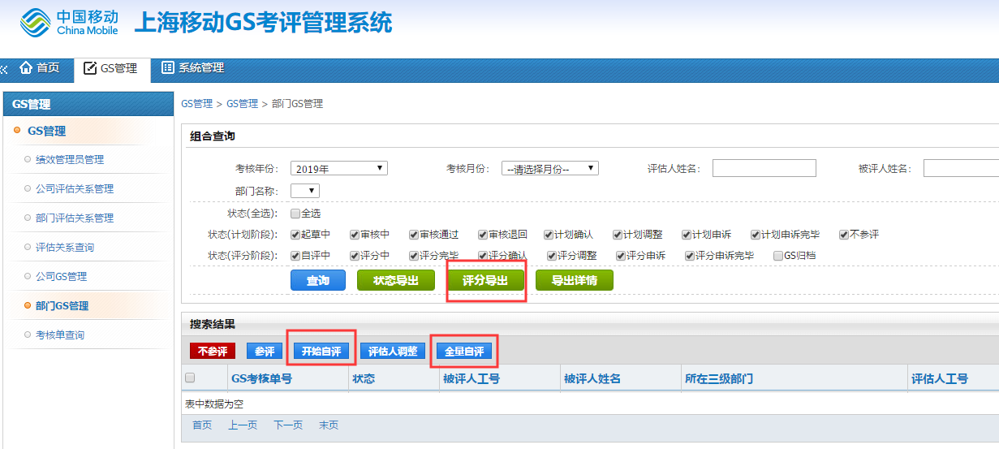 中国移动
China Mobile
上海移动GS考评管理系统
首页 GS管理 系统管理
GS管理
GS管理
绩效管理员管理
公司评估关系管理
部门评估关系管理
评估关系查询
公司GS管理
部门GS管理
考核单查询
GS管理 > GS管理 > 部门GS管理
组合查询
考核年份: 2019年 考核月份: --请选择月份-- 评估人姓名: 被评人姓名:
部门名称:
状态(全选): 全选
状态(计划阶段): 起草中 审核中 审核通过 审核退回 计划确认 计划调整 计划申诉 计划申诉完毕 不参评
状态(评分阶段): 自评中 评分中 评分完毕 评分确认 评分调整 评分申诉 评分申诉完毕 GS归档
查询 状态导出 评分导出 导出详情
搜索结果
不参评 参评 开始自评 评估人调整 全量自评
GS考核单号 状态 被评人工号 被评人姓名 所在三级部门 评估人工号
表中数据为空
首页 上一页 下一页 末页